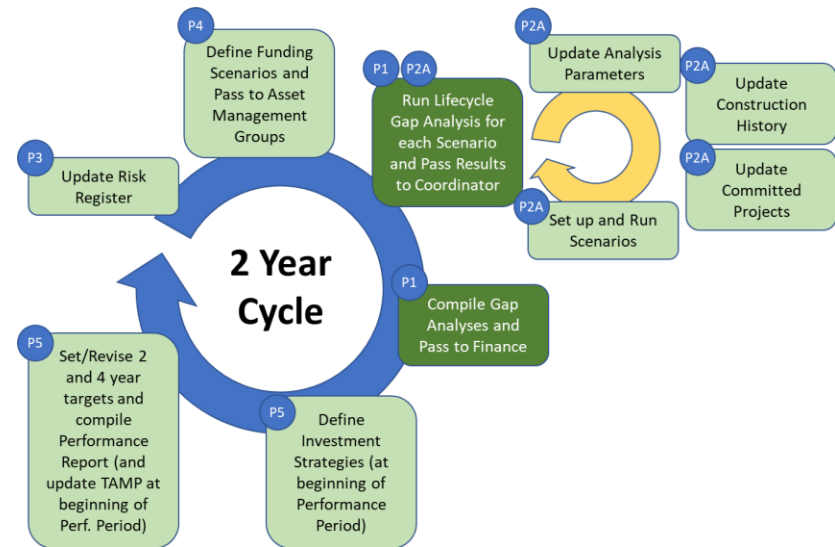 P4
Define Funding
Scenarios and
Pass to Asset
Management
Groups
P1
P2A
Run Lifecycle
Gap Analysis for
each Scenario
and Pass Results
to Coordinator
P2A
Update Analysis
Parameters
P2A
Update
Construction
History
P2A
Update
Committed
Projects
P2A
Set up and Run
Scenarios
P3
Update Risk
Register
2 Year
Cycle
P1
Compile Gap
Analyses and
Pass to Finance
P5
Set/Revise 2
and 4 year
targets and
compile
Performance
Report (and
update TAMP at
beginning of
Perf. Period)
P5
Define
Investment
Strategies (at
beginning of
Performance
Period)